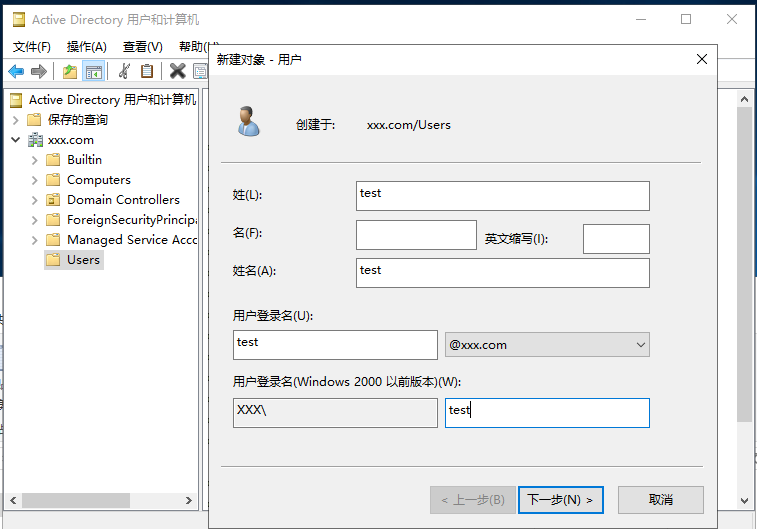 Active Directory 用户和计算机
文件(F) 操作(A) 查看(V) 帮助(H)
Active Directory 用户和计算机
保存的查询
xxx.com
Builtin
Computers
Domain Controllers
ForeignSecurityPrincipa
Managed Service Acco
Users
新建对象 - 用户
创建于: xxx.com/Users
姓(L): test
名(F): 英文缩写(I):
姓名(A): test
用户登录名(U):
test @xxx.com
用户登录名(Windows 2000 以前版本)(W):
XXX\ test
< 上一步(B) 下一步(N) > 取消